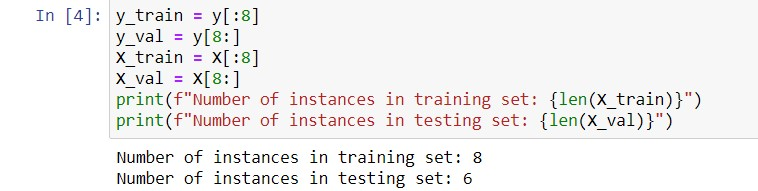 In [4]: y_train = y[:8]
y_val = y[8:]
X_train = X[:8]
X_val = X[8:]
print(f"Number of instances in training set: {len(X_train)}")
print(f"Number of instances in testing set: {len(X_val)}")
Number of instances in training set: 8
Number of instances in testing set: 6